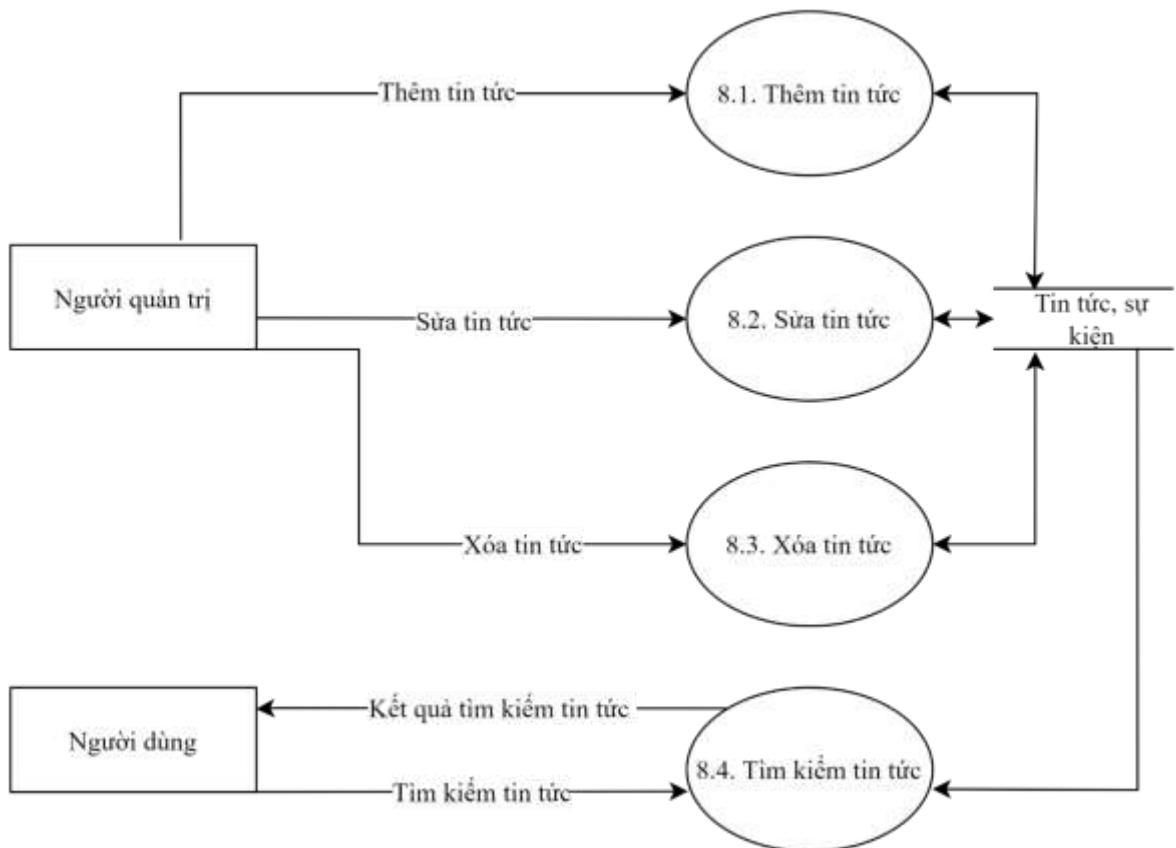 Thêm tin tức
8.1. Thêm tin tức
Người quản trị
Sửa tin tức
8.2. Sửa tin tức
Tin tức, sự
kiện
Xóa tin tức
8.3. Xóa tin tức
Kết quả tìm kiếm tin tức
Người dùng
8.4. Tìm kiếm tin tức
Tìm kiếm tin tức